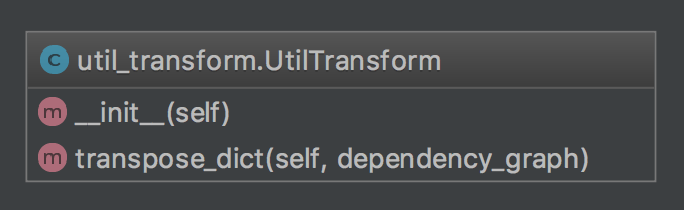 C util_transform.UtilTransform
m __init__(self)
m transpose_dict(self, dependency_graph)